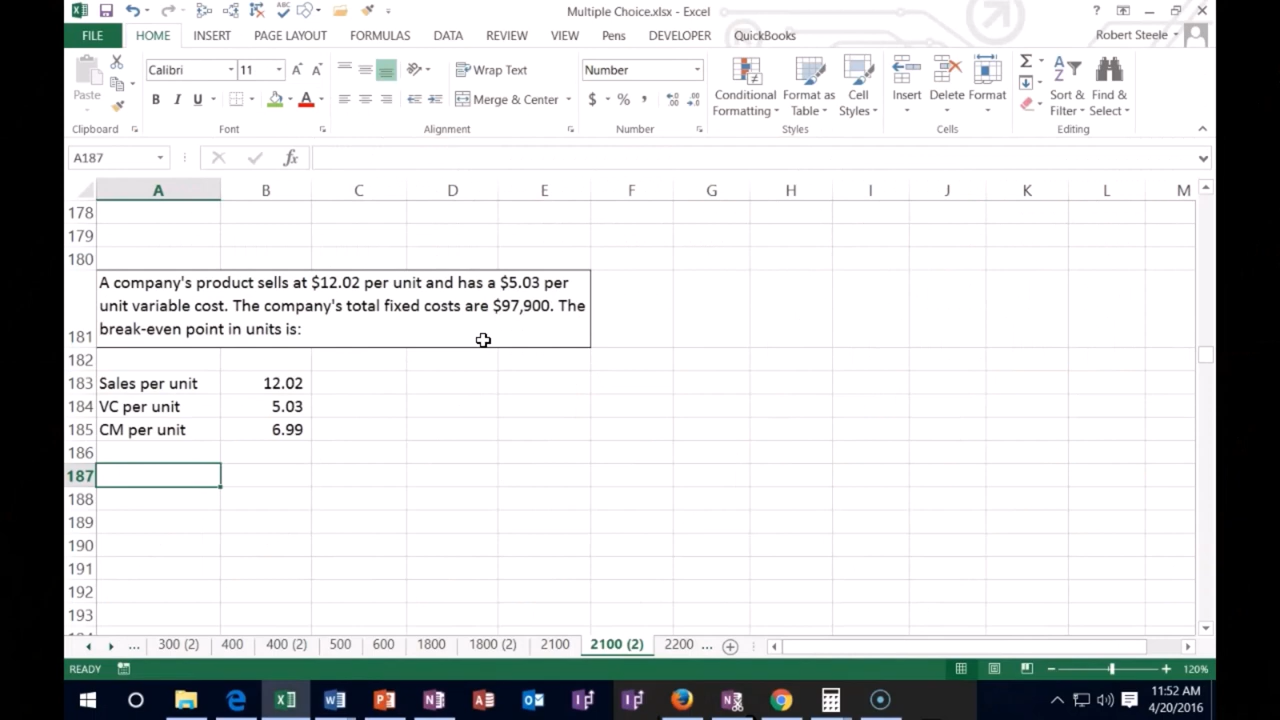 Multiple Choice.xlsx - Excel
?
FILE HOME INSERT PAGE LAYOUT FORMULAS DATA REVIEW VIEW Pens DEVELOPER QuickBooks Robert Steele
Paste Calibri 11 A A Wrap Text Number Conditional Formatting Format as Table Cell Styles Insert Delete Format Sort & Filter Find & Select
B I U A Merge & Center $ % ,
Clipboard Font Alignment Number Styles Cells Editing
A187 fx
A B C D E F G H I J K L M
178
179
180
A company's product sells at $12.02 per unit and has a $5.03 per
unit variable cost. The company's total fixed costs are $97,900. The
181 break-even point in units is:
182
183 Sales per unit 12.02
184 VC per unit 5.03
185 CM per unit 6.99
186
187
188
189
190
191
192
193
... 300 (2) 400 400 (2) 500 600 1800 1800 (2) 2100 2100 (2) 2200 ...
READY 120%
11:52 AM
4/20/2016